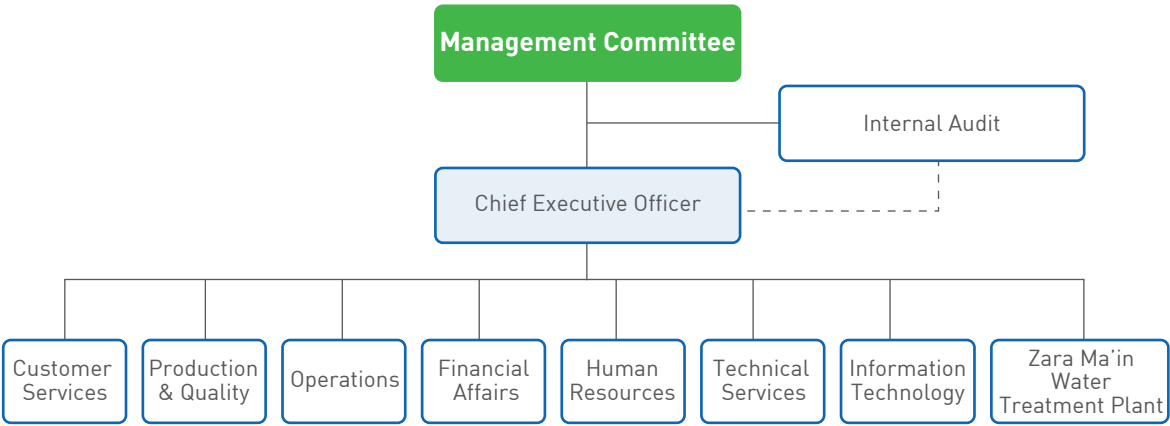 Management Committee
Internal Audit
Chief Executive Officer
Customer
Services
Production
& Quality
Operations
Financial
Affairs
Human
Resources
Technical
Services
Information
Technology
Zara Ma’in
Water
Treatment Plant